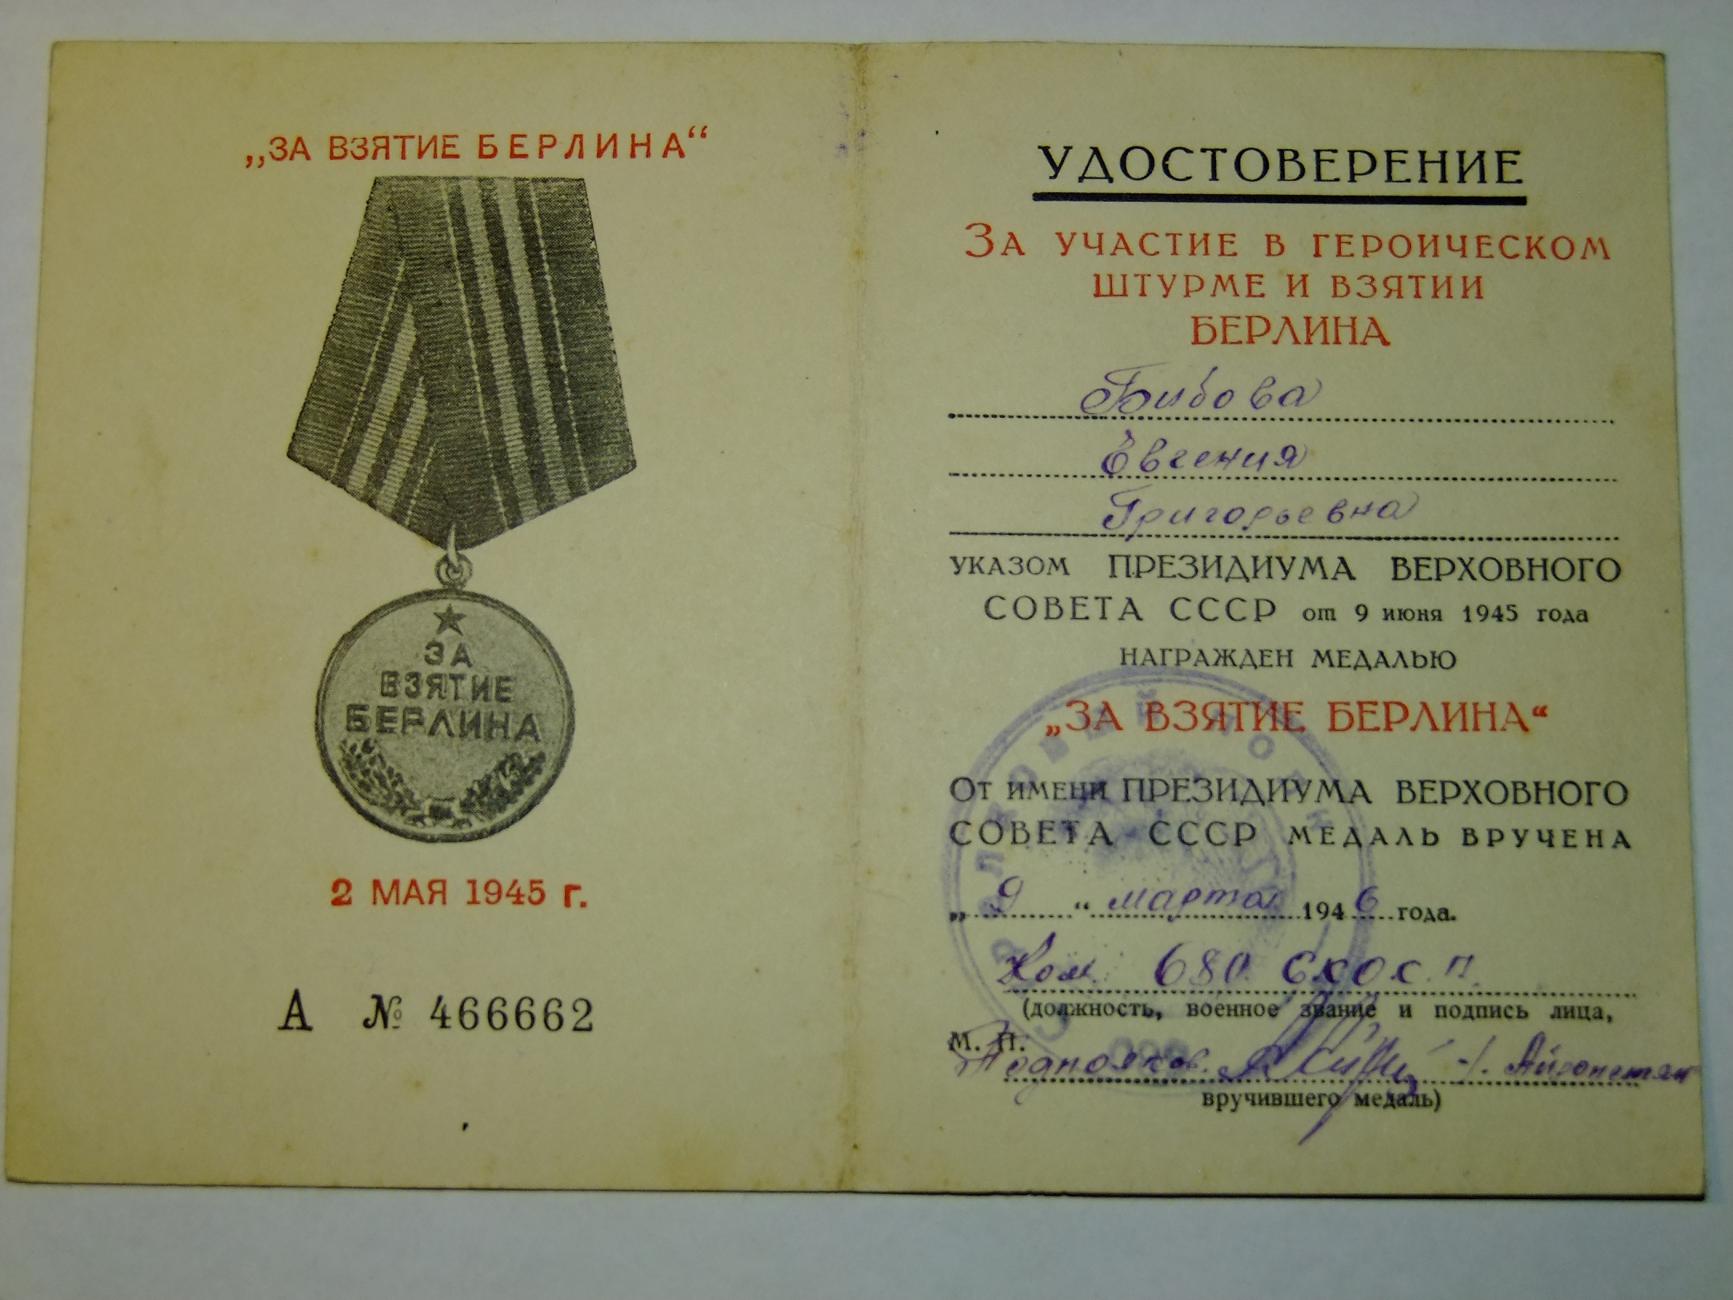 „ЗА ВЗЯТИЕ БЕРЛИНА“
ЗА
ВЗЯТИЕ
БЕРЛИНА
2 МАЯ 1945 г.
А № 466662
УДОСТОВЕРЕНИЕ
ЗА УЧАСТИЕ В ГЕРОИЧЕСКОМ
ШТУРМЕ И ВЗЯТИИ
БЕРЛИНА
Бибова
Евгения
Григорьевна
УКАЗОМ ПРЕЗИДИУМА ВЕРХОВНОГО
СОВЕТА СССР от 9 июня 1945 года
НАГРАЖДЕН МЕДАЛЬЮ
„ЗА ВЗЯТИЕ БЕРЛИНА“
ОТ ИМЕНИ ПРЕЗИДИУМА ВЕРХОВНОГО
СОВЕТА СССР МЕДАЛЬ ВРУЧЕНА
„9“ марта 1946 года.
Ком. 680
(должность, военное звание и подпись лица,
М. П.
Подполков.
вручившего медаль)